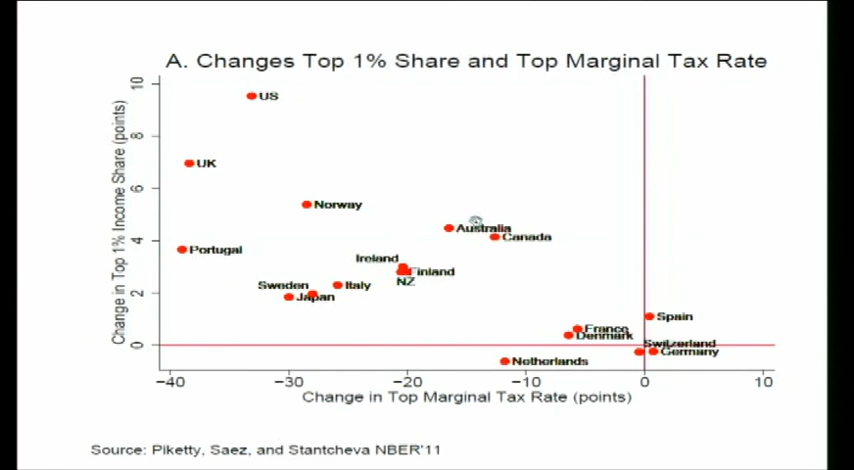 A. Changes Top 1% Share and Top Marginal Tax Rate
Change in Top 1% Income Share (points)
10
8
6
4
2
0
US
UK
Norway
Australia
Canada
Portugal
Ireland
Finland
NZ
Sweden
Italy
Japan
Spain
France
Denmark
Switzerland
Germany
Netherlands
−40 −30 −20 −10 0 10
Change in Top Marginal Tax Rate (points)
Source: Piketty, Saez, and Stantcheva NBER'11